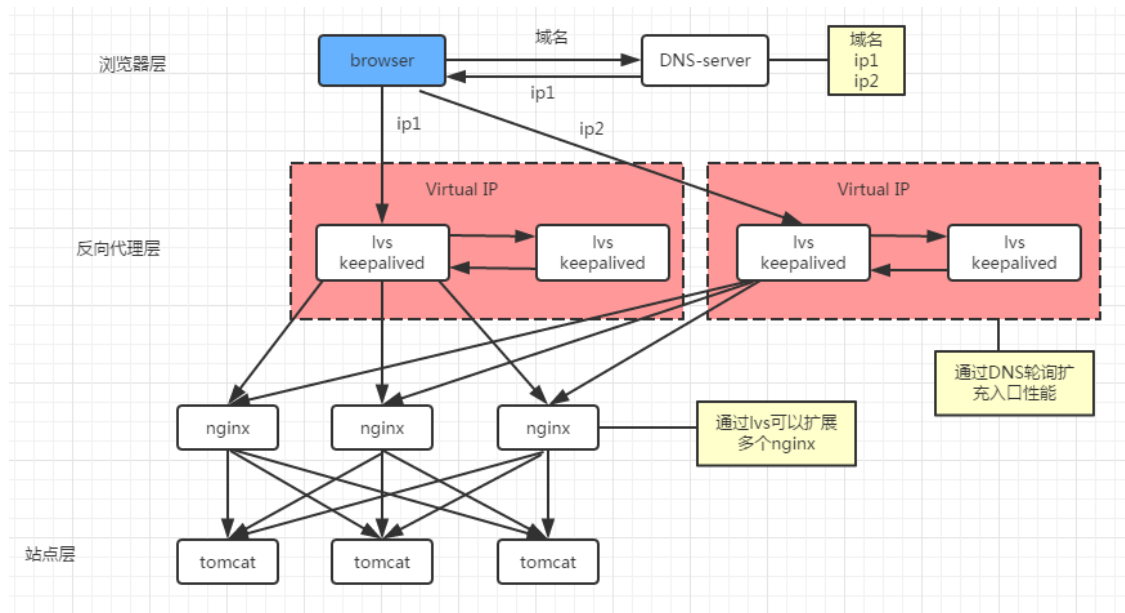 域名
浏览器层
browser
DNS-server
域名
ip1
ip2
ip1
ip1
ip2
Virtual IP
Virtual IP
反向代理层
lvs
keepalived
lvs
keepalived
lvs
keepalived
lvs
keepalived
通过DNS轮词扩
充入口性能
nginx
nginx
nginx
通过lvs可以扩展
多个nginx
站点层
tomcat
tomcat
tomcat